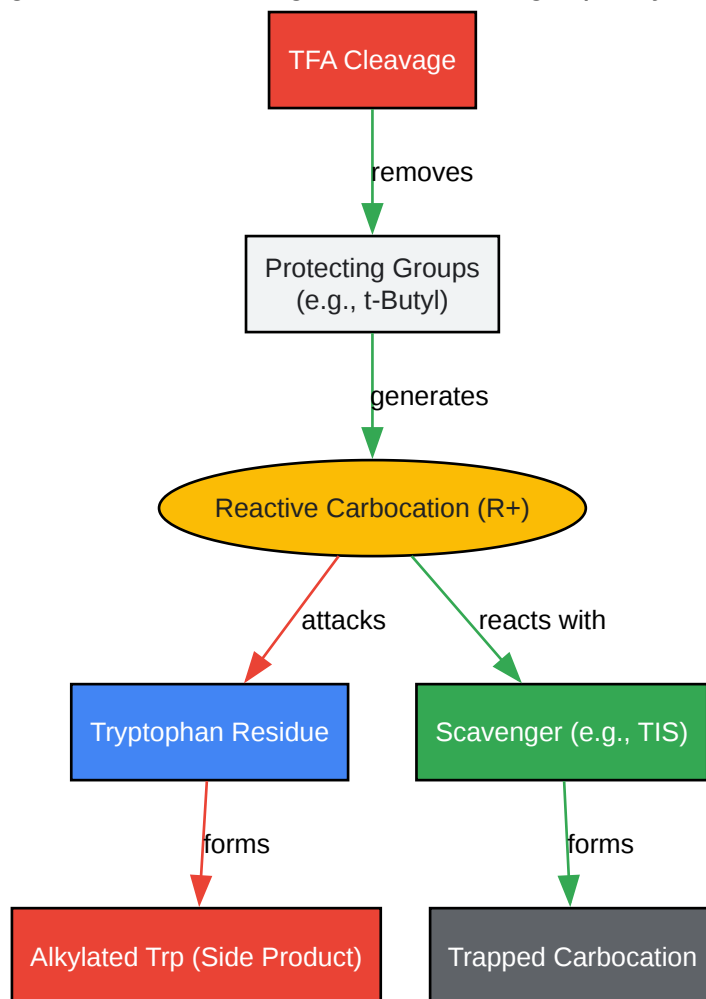 TFA Cleavage
removes
Protecting Groups
(e.g., t-Butyl)
generates
Reactive Carbocation (R+)
attacks
reacts with
Tryptophan Residue
Scavenger (e.g., TIS)
forms
forms
Alkylated Trp (Side Product)
Trapped Carbocation